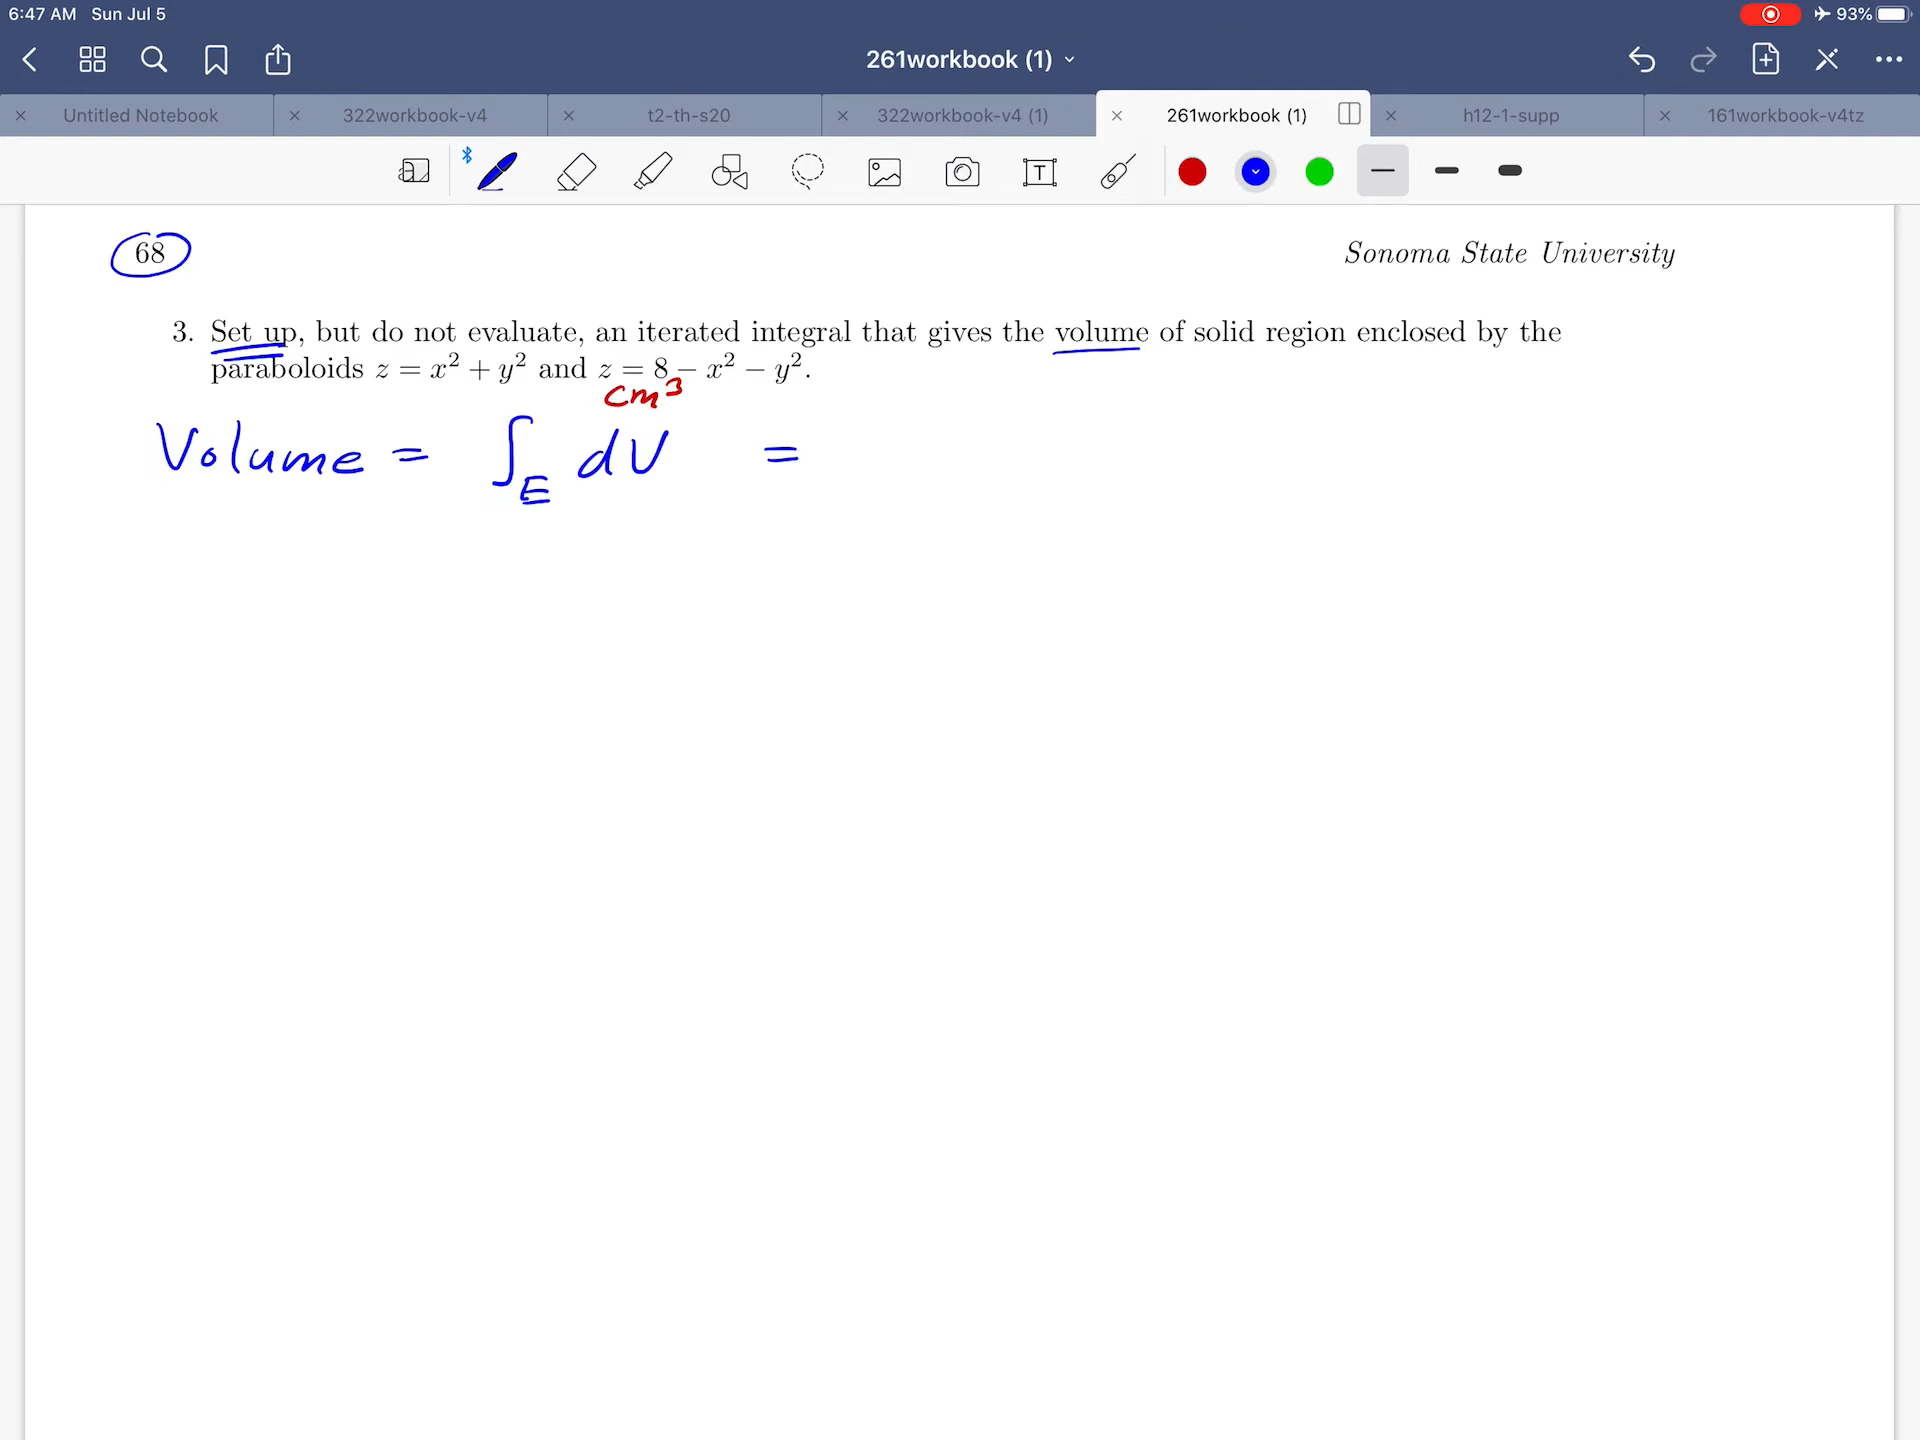 6:47 AM Sun Jul 5
93%
261workbook (1)
Untitled Notebook
322workbook-v4
t2-th-s20
322workbook-v4 (1)
261workbook (1)
h12-1-supp
161workbook-v4tz
68
Sonoma State University
3. Set up, but do not evaluate, an iterated integral that gives the volume of solid region enclosed by the
paraboloids z = x² + y² and z = 8 − x² − y².
cm³
Volume = ∫_E dV =